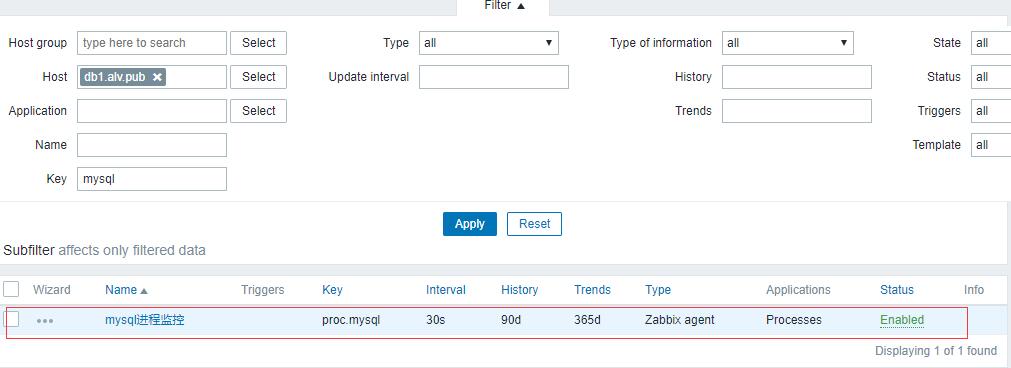 Filter ▲
Host group type here to search Select Type all Type of information all State all
Host db1.alv.pub Select Update interval History Status all
Application Select Trends Triggers all
Name Template all
Key mysql
Apply Reset
Subfilter affects only filtered data
Wizard Name Triggers Key Interval History Trends Type Applications Status Info
mysql进程监控 proc.mysql 30s 90d 365d Zabbix agent Processes Enabled
Displaying 1 of 1 found